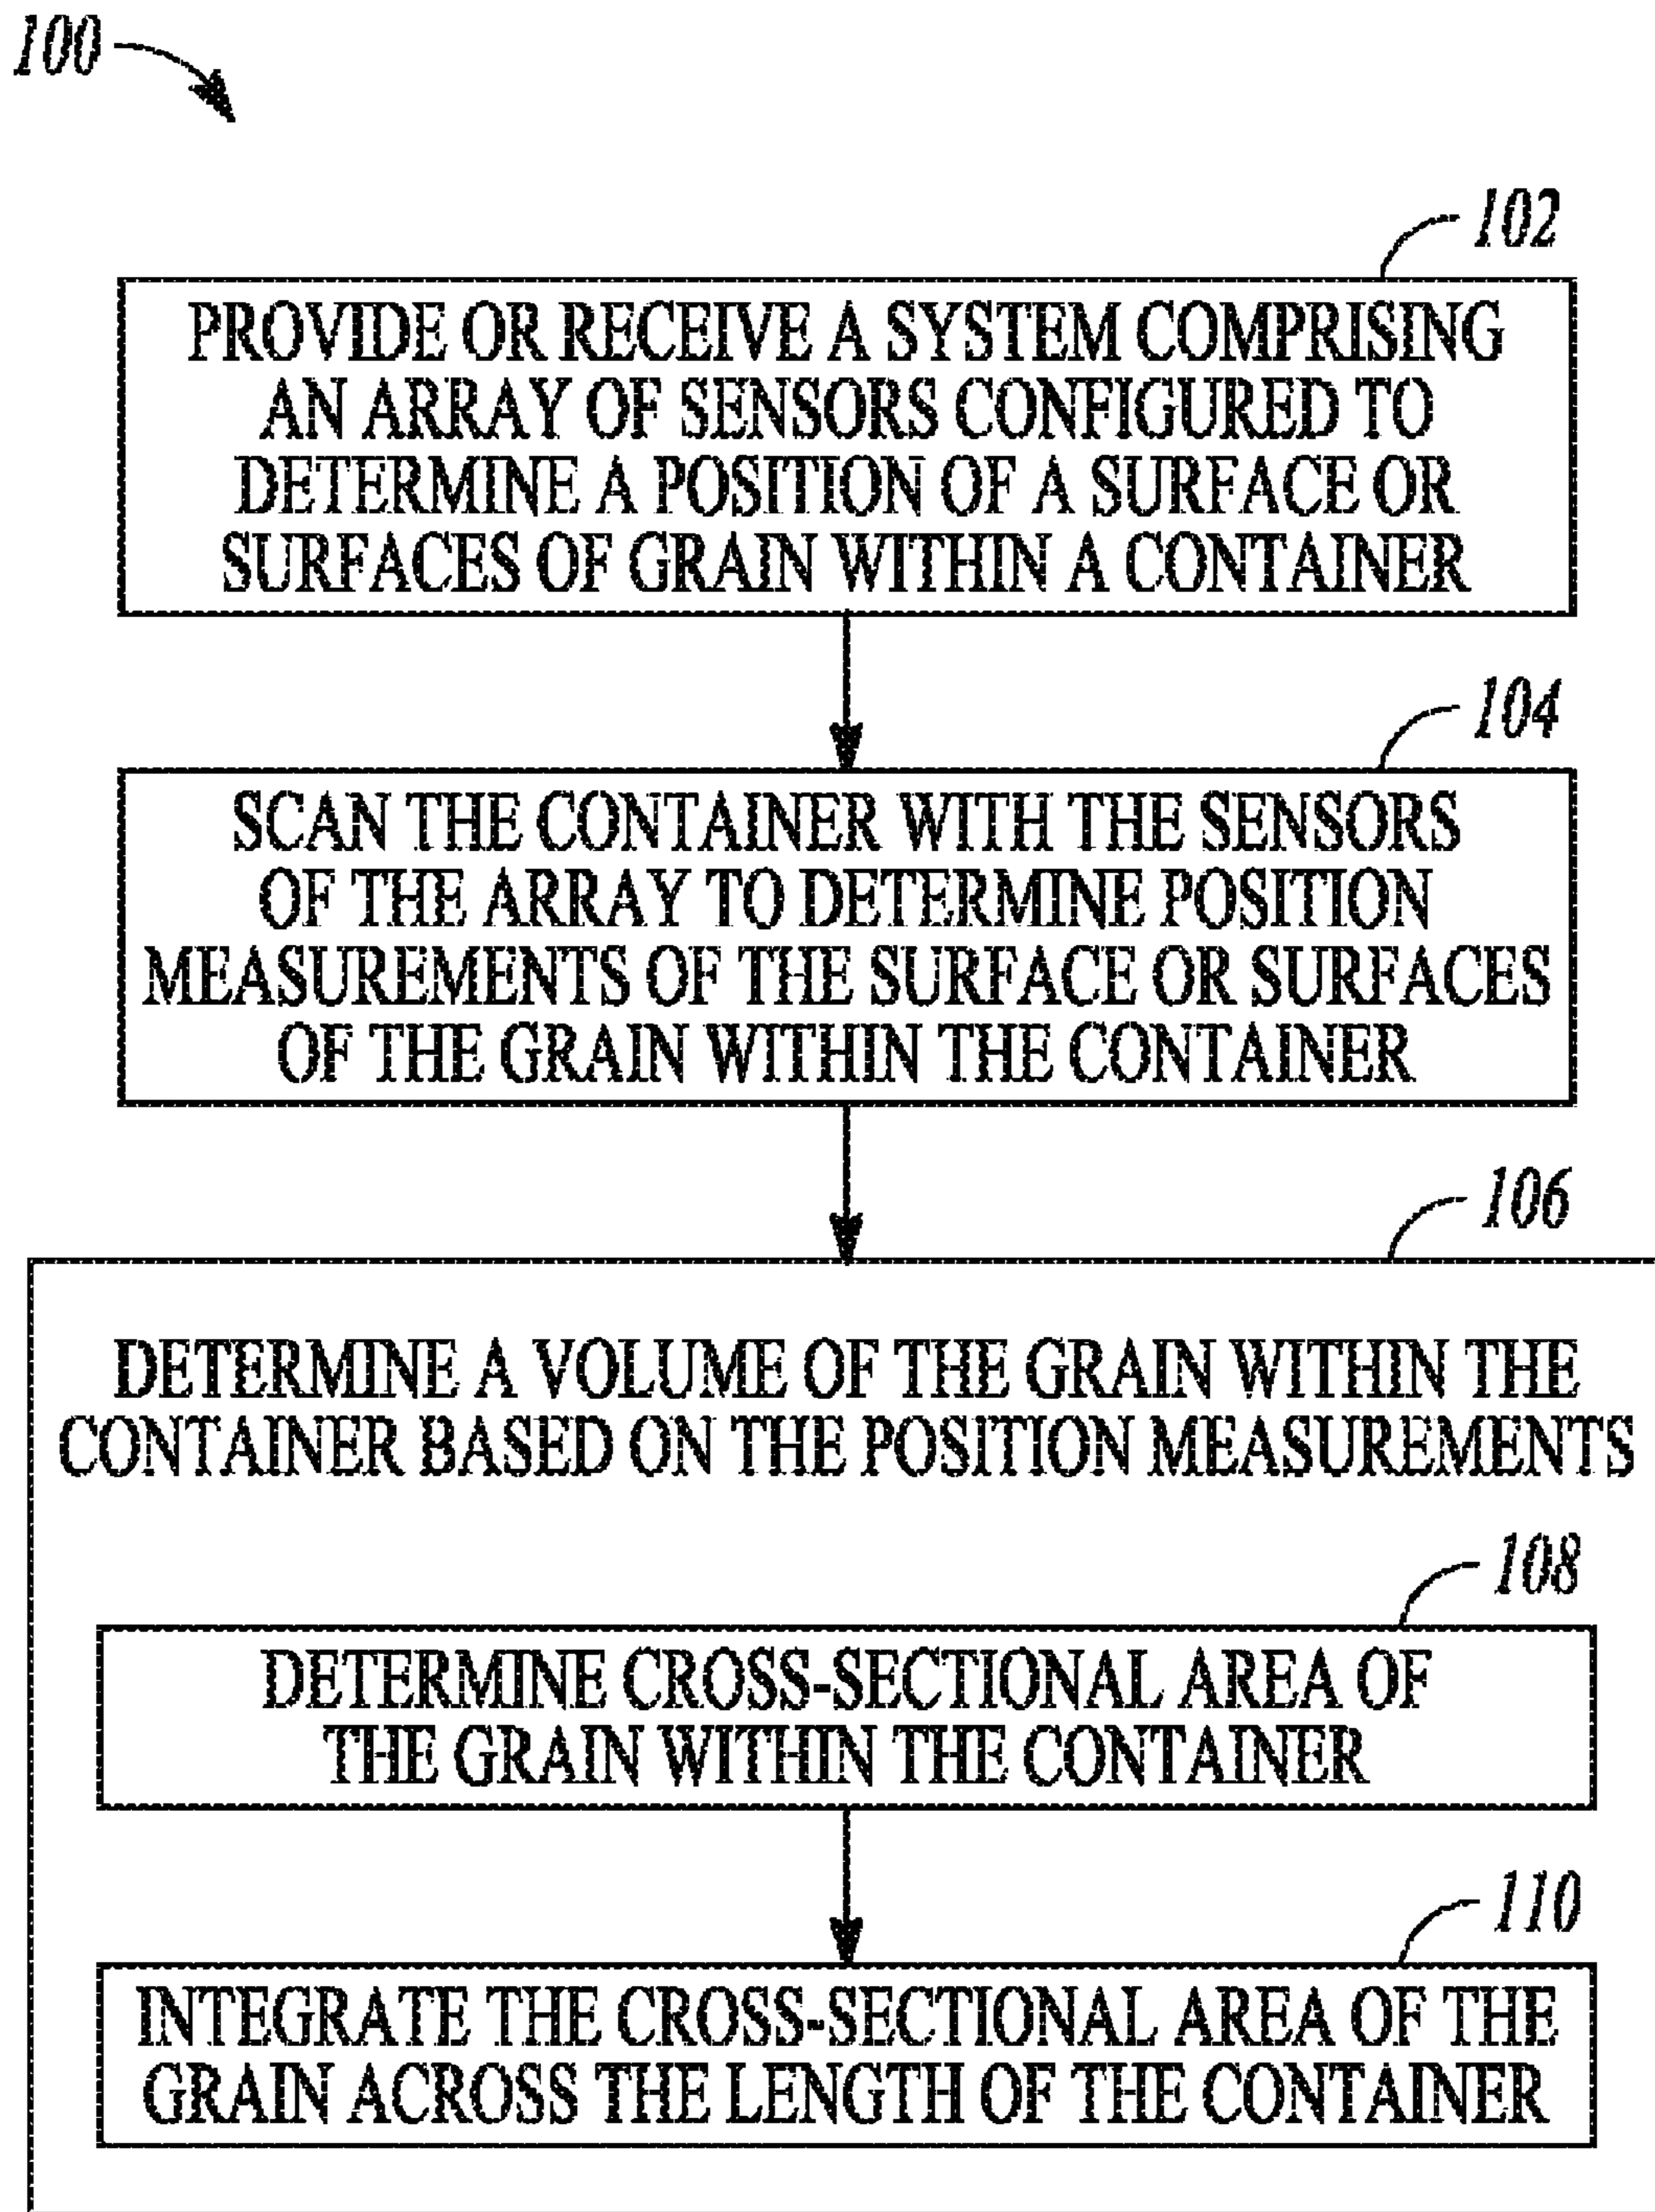 100
102
PROVIDE OR RECEIVE A SYSTEM COMPRISING
AN ARRAY OF SENSORS CONFIGURED TO
DETERMINE A POSITION OF A SURFACE OR
SURFACES OF GRAIN WITHIN A CONTAINER
104
SCAN THE CONTAINER WITH THE SENSORS
OF THE ARRAY TO DETERMINE POSITION
MEASUREMENTS OF THE SURFACE OR SURFACES
OF THE GRAIN WITHIN THE CONTAINER
106
DETERMINE A VOLUME OF THE GRAIN WITHIN THE
CONTAINER BASED ON THE POSITION MEASUREMENTS
108
DETERMINE CROSS-SECTIONAL AREA OF
THE GRAIN WITHIN THE CONTAINER
110
INTEGRATE THE CROSS-SECTIONAL AREA OF THE
GRAIN ACROSS THE LENGTH OF THE CONTAINER